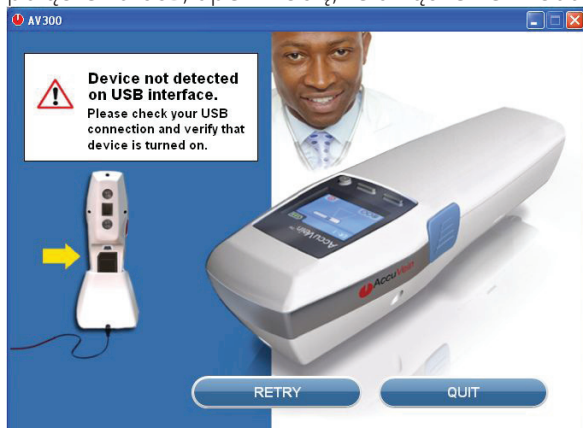 AV300
Device not detected
on USB interface.
Please check your USB
connection and verify that
device is turned on.
AccuVein
AccuVein
RETRY
QUIT